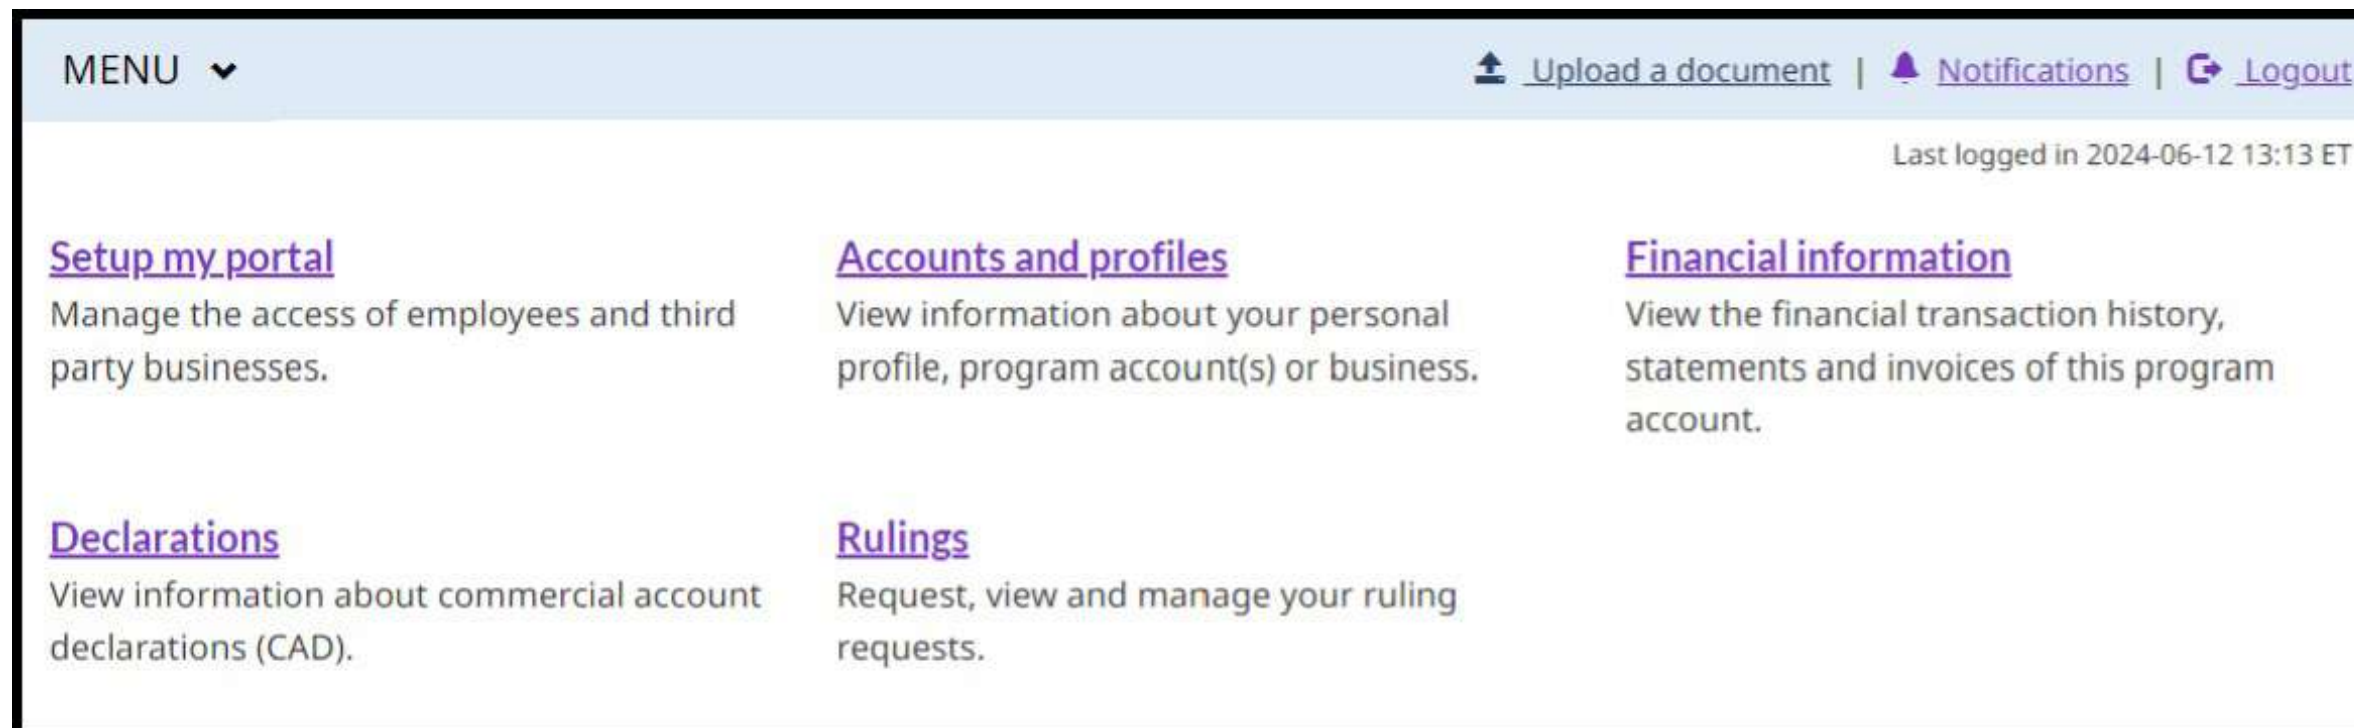 MENU
Upload a document | Notifications | Logout
Last logged in 2024-06-12 13:13 ET
Setup my portal
Manage the access of employees and third
party businesses.
Accounts and profiles
View information about your personal
profile, program account(s) or business.
Financial information
View the financial transaction history,
statements and invoices of this program
account.
Declarations
View information about commercial account
declarations (CAD).
Rulings
Request, view and manage your ruling
requests.